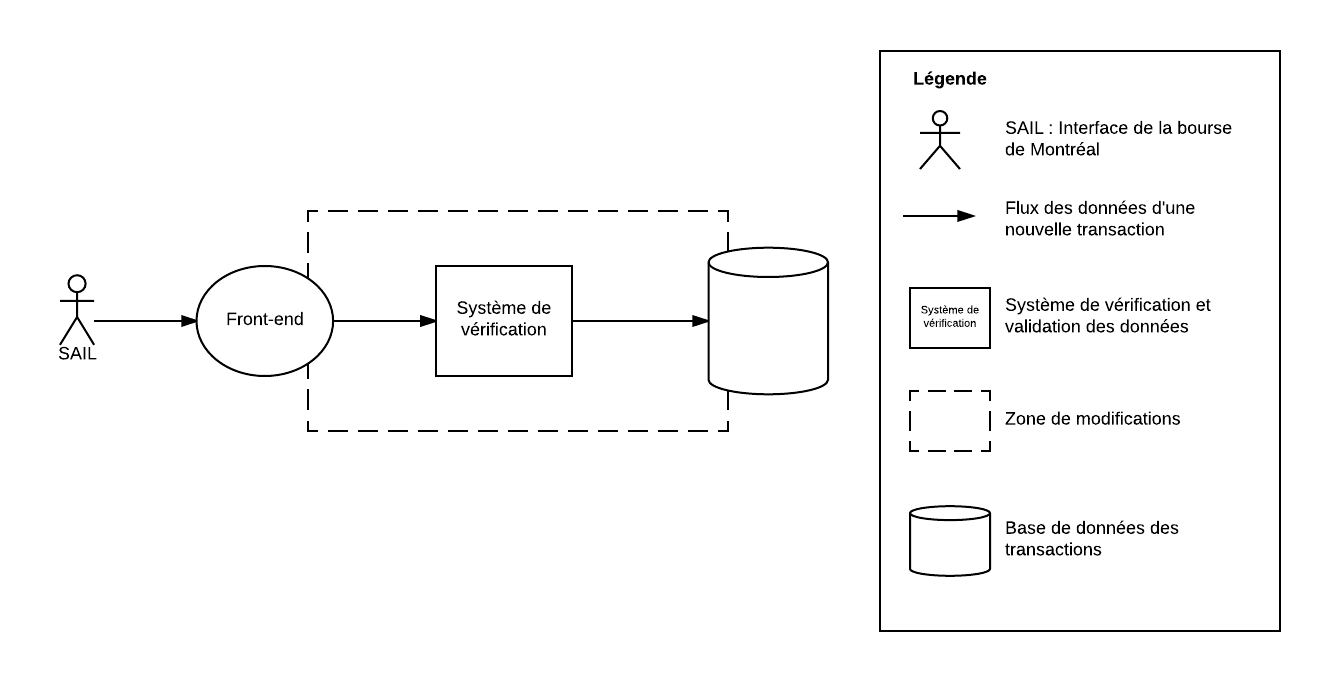 SAIL
Front-end
Système de
vérification
Légende
SAIL : Interface de la bourse
de Montréal
Flux des données d'une
nouvelle transaction
Système de
vérification
Système de vérification et
validation des données
Zone de modifications
Base de données des
transactions